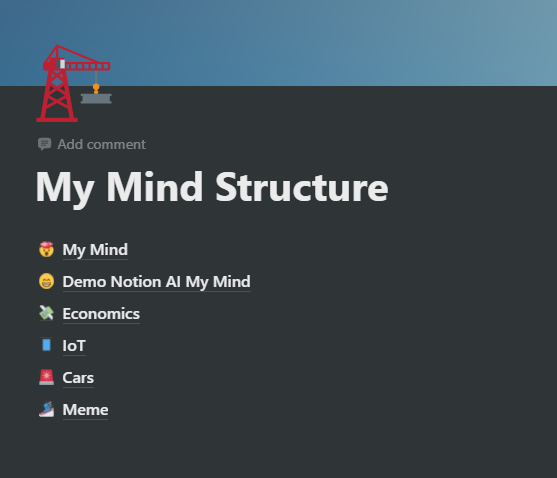 Add comment
My Mind Structure
My Mind
Demo Notion AI My Mind
Economics
IoT
Cars
Meme